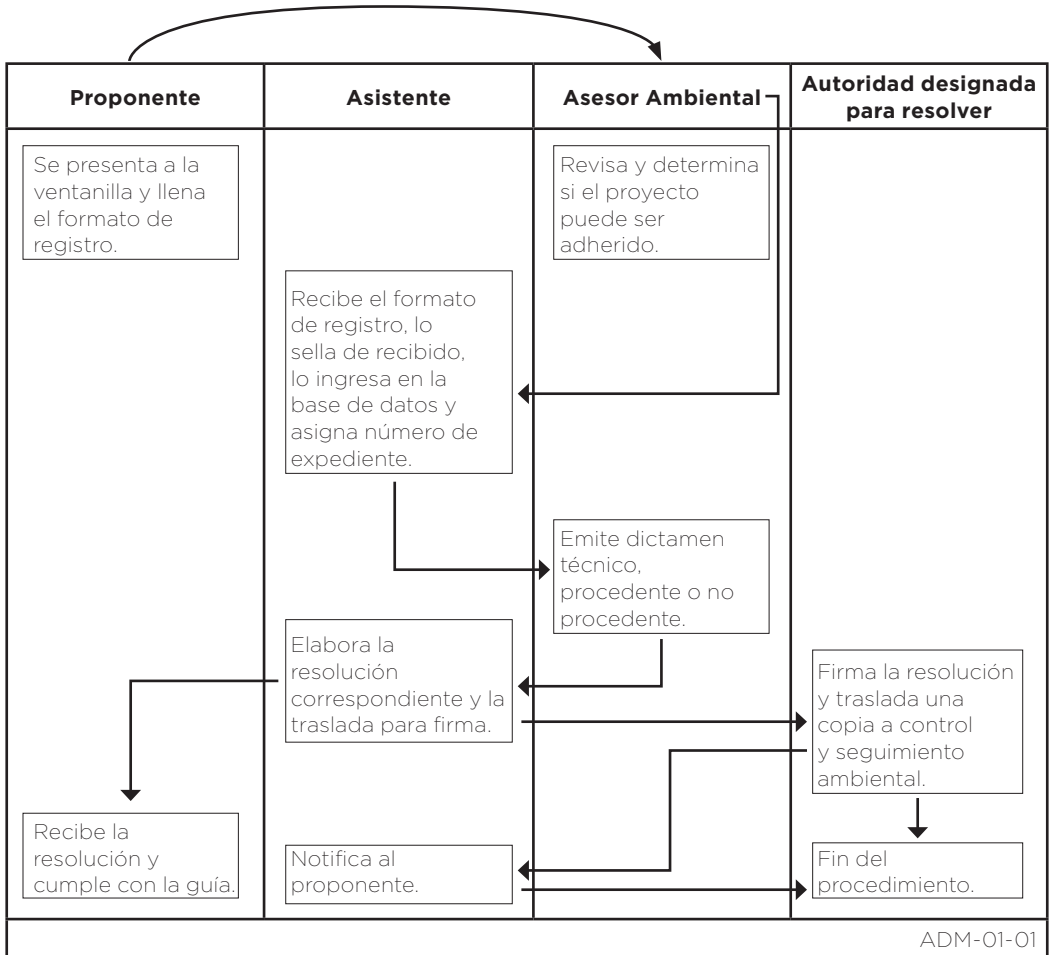 Proponente
Asistente
Asesor Ambiental
Autoridad designada
para resolver
Se presenta a la
ventanilla y llena
el formato de
registro.
Revisa y determina
si el proyecto
puede ser
adherido.
Recibe el formato
de registro, lo
sella de recibido,
lo ingresa en la
base de datos y
asigna número de
expediente.
Emite dictamen
técnico,
procedente o no
procedente.
Elabora la
resolución
correspondiente y la
traslada para firma.
Firma la resolución
y traslada una
copia a control
y seguimiento
ambiental.
Recibe la
resolución y
cumple con la guía.
Notifica al
proponente.
Fin del
procedimiento.
ADM-01-01